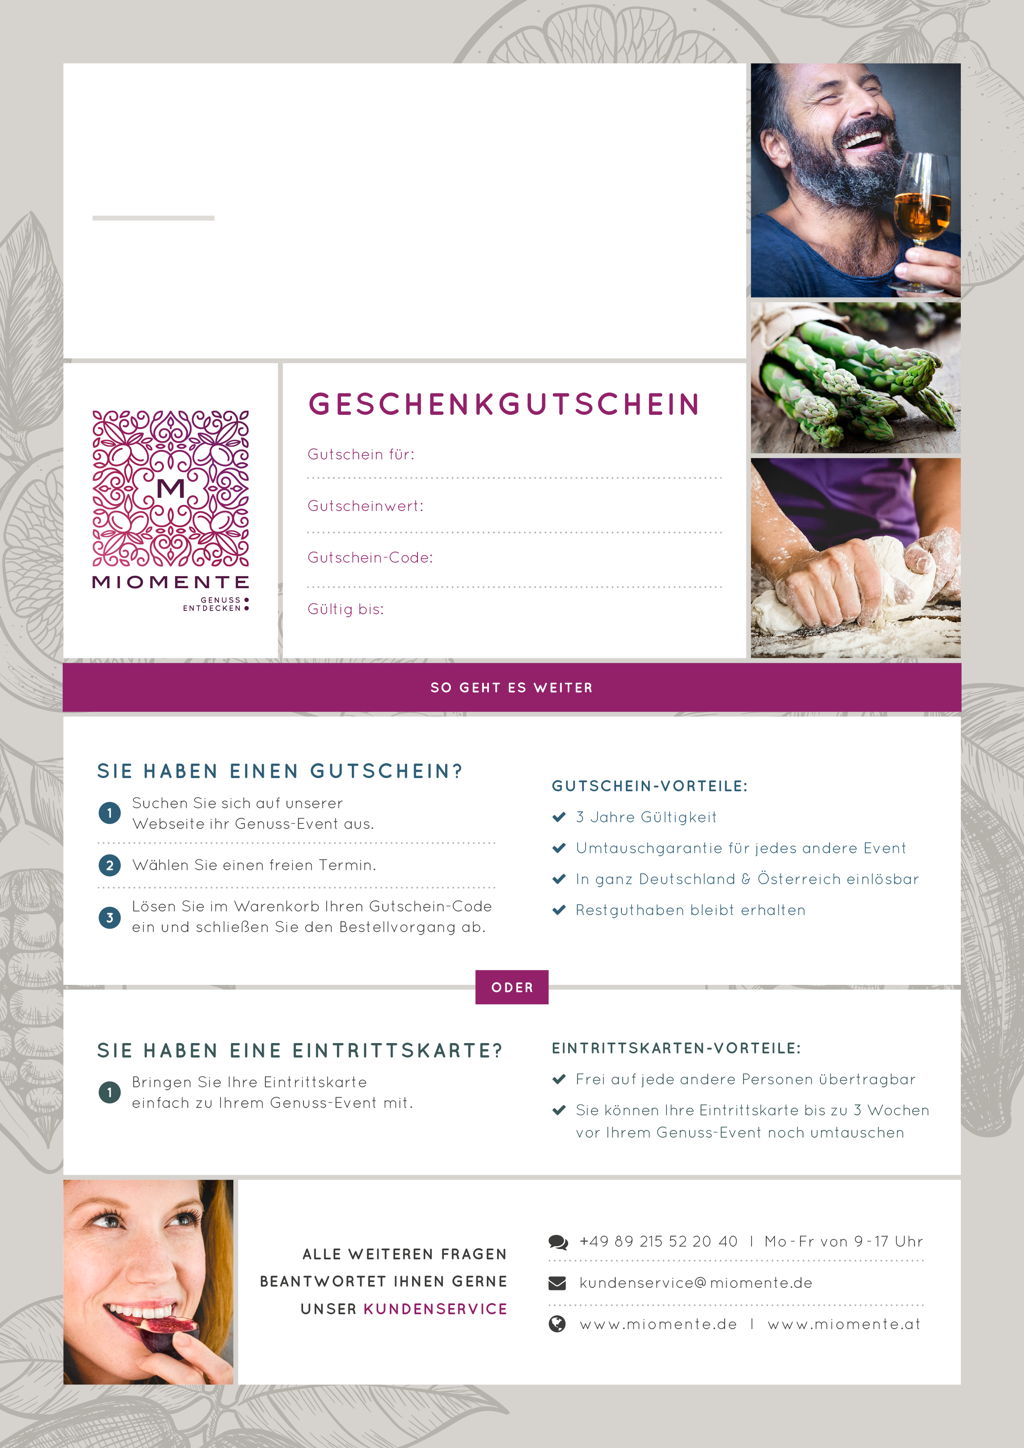 GESCHENKGUTSCHEIN
Gutschein für:
Gutscheinwert:
Gutschein-Code:
Gültig bis:
M
MIOMENTE
GENUSS
ENTDECKEN
SO GEHT ES WEITER
SIE HABEN EINEN GUTSCHEIN?
1
Suchen Sie sich auf unserer
Webseite ihr Genuss-Event aus.
2
Wählen Sie einen freien Termin.
3
Lösen Sie im Warenkorb Ihren Gutschein-Code
ein und schließen Sie den Bestellvorgang ab.
GUTSCHEIN-VORTEILE:
3 Jahre Gültigkeit
Umtauschgarantie für jedes andere Event
In ganz Deutschland & Österreich einlösbar
Restguthaben bleibt erhalten
ODER
SIE HABEN EINE EINTRITTSKARTE?
1
Bringen Sie Ihre Eintrittskarte
einfach zu Ihrem Genuss-Event mit.
EINTRITTSKARTEN-VORTEILE:
Frei auf jede andere Personen übertragbar
Sie können Ihre Eintrittskarte bis zu 3 Wochen
vor Ihrem Genuss-Event noch umtauschen
ALLE WEITEREN FRAGEN
BEANTWORTET IHNEN GERNE
UNSER KUNDENSERVICE
+49 89 215 52 20 40 | Mo-Fr von 9-17 Uhr
kundenservice@miomente.de
www.miomente.de | www.miomente.at